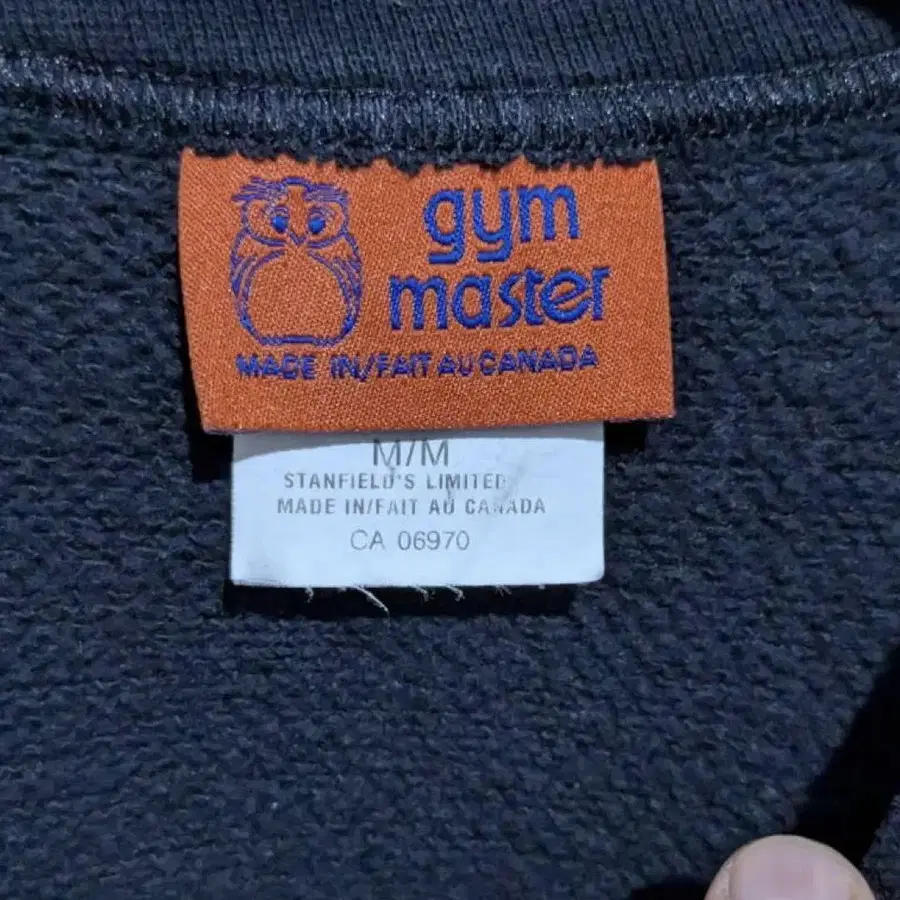 gym
master
MADE IN/FAIT AU CANADA
M/M
STANFIELD'S LIMITED
MADE IN/FAIT AU CANADA
CA 06970